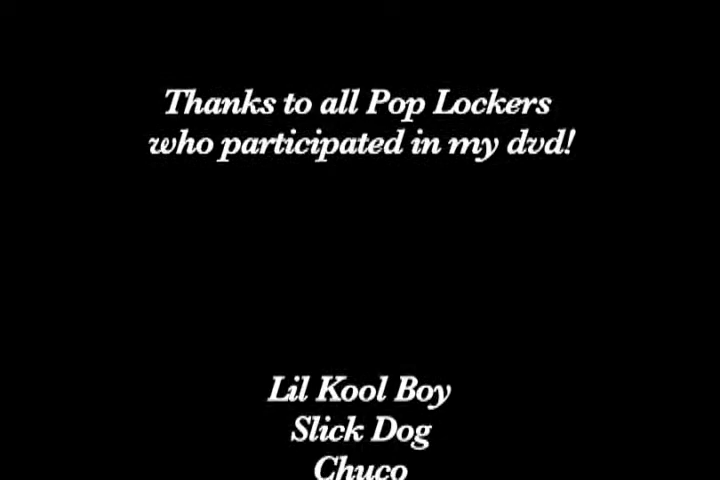 Thanks to all Pop Lockers
who participated in my dvd!
Lil Kool Boy
Slick Dog
Chuco